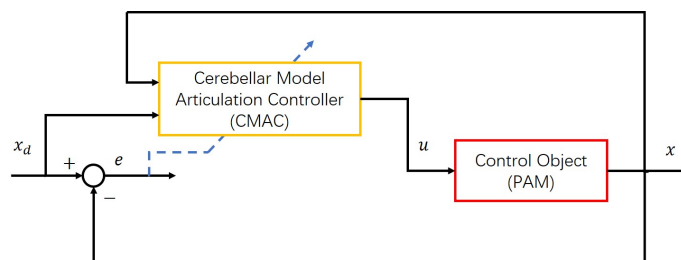 Cerebellar Model
Articulation Controller
(CMAC)
x_d
+
e
−
u
Control Object
(PAM)
x